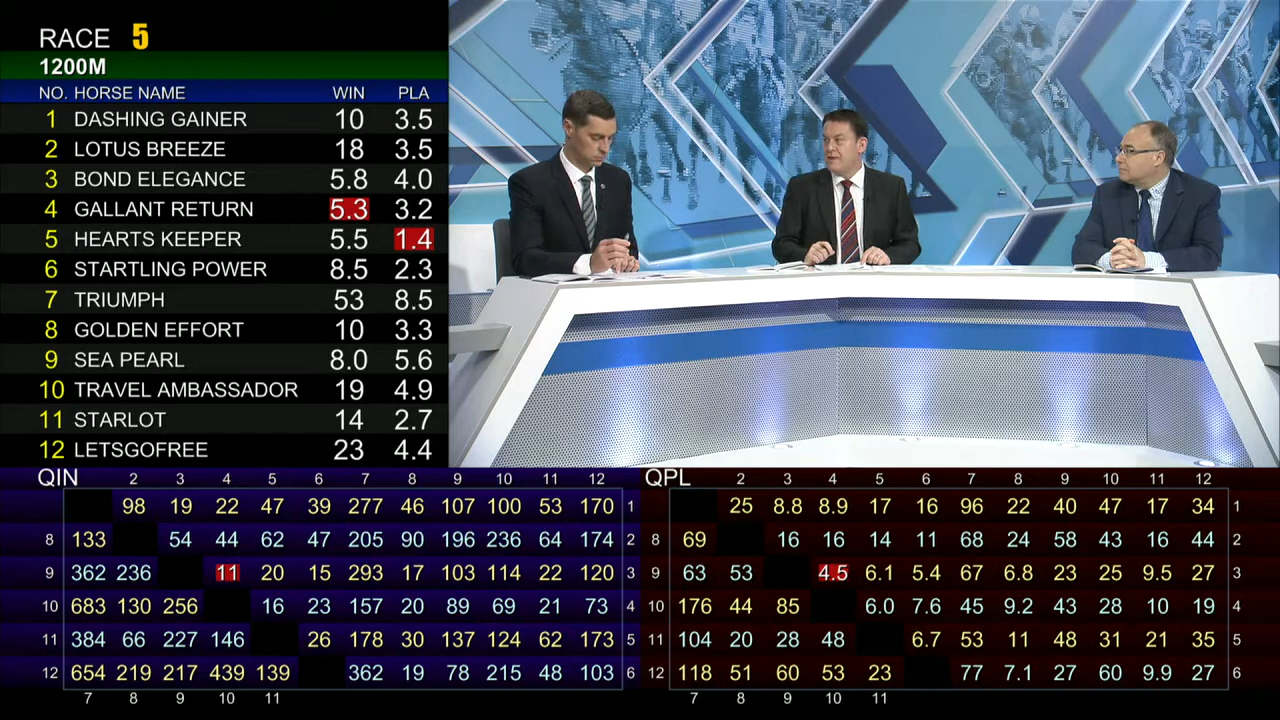 RACE 5
1200M
NO. HORSE NAME WIN PLA
1 DASHING GAINER 10 3.5
2 LOTUS BREEZE 18 3.5
3 BOND ELEGANCE 5.8 4.0
4 GALLANT RETURN 5.3 3.2
5 HEARTS KEEPER 5.5 1.4
6 STARTLING POWER 8.5 2.3
7 TRIUMPH 53 8.5
8 GOLDEN EFFORT 10 3.3
9 SEA PEARL 8.0 5.6
10 TRAVEL AMBASSADOR 19 4.9
11 STARLOT 14 2.7
12 LETSGOFREE 23 4.4
QIN 2 3 4 5 6 7 8 9 10 11 12
98 19 22 47 39 277 46 107 100 53 170 1
8 133 54 44 62 47 205 90 196 236 64 174 2
9 362 236 11 20 15 293 17 103 114 22 120 3
10 683 130 256 16 23 157 20 89 69 21 73 4
11 384 66 227 146 26 178 30 137 124 62 173 5
12 654 219 217 439 139 362 19 78 215 48 103 6
7 8 9 10 11
QPL 2 3 4 5 6 7 8 9 10 11 12
25 8.8 8.9 17 16 96 22 40 47 17 34 1
8 69 16 16 14 11 68 24 58 43 16 44 2
9 63 53 4.5 6.1 5.4 67 6.8 23 25 9.5 27 3
10 176 44 85 6.0 7.6 45 9.2 43 28 10 19 4
11 104 20 28 48 6.7 53 11 48 31 21 35 5
12 118 51 60 53 23 77 7.1 27 60 9.9 27 6
7 8 9 10 11